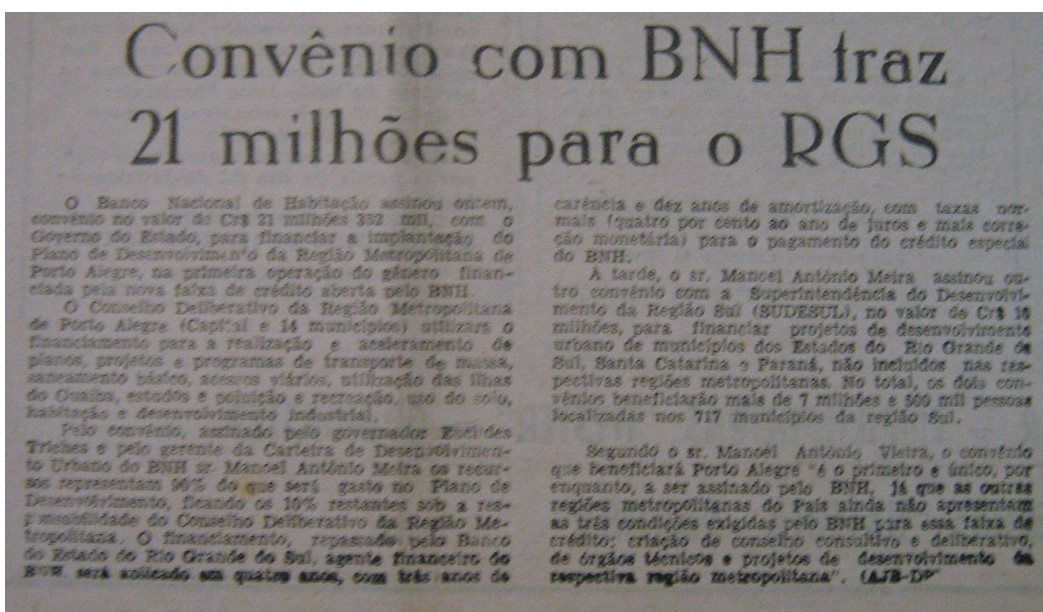 Convênio com BNH traz
21 milhões para o RGS
O Banco Nacional de Habitação assinou ontem,
convênio no valor de Cr$ 21 milhões 352 mil, com o
Governo do Estado, para financiar a implantação do
Plano de Desenvolvimento da Região Metropolitana de
Porto Alegre, na primeira operação do gênero finan-
ciada pela nova faixa de crédito aberta pelo BNH.
O Conselho Deliberativo da Região Metropolitana
de Porto Alegre (Capital e 14 municípios) utilizará o
financiamento para a realização e aceleramento de
planos, projetos e programas de transporte de massa,
saneamento básico, acessos viários, utilização das ilhas
do Guaíba, estudos e poluição e recreação, uso do solo,
habitação e desenvolvimento industrial.
Pelo convênio, assinado pelo governador Euclides
Triches e pelo gerente da Carteira de Desenvolvimen-
to Urbano do BNH sr. Manoel Antônio Meira os recur-
sos representam 90% do que será gasto no Plano de
Desenvolvimento, ficando os 10% restantes sob a res-
ponsabilidade do Conselho Deliberativo da Região Me-
tropolitana. O financiamento, repassado pelo Banco
do Estado do Rio Grande do Sul, agente financeiro do
BNH, será aplicado em quatro anos, com três anos de
carência e dez anos de amortização, com taxas nor-
mais (quatro por cento ao ano de juros e mais corre-
ção monetária) para o pagamento do crédito especial
do BNH.
À tarde, o sr. Manoel Antônio Meira assinou ou-
tro convênio com a Superintendência do Desenvolvi-
mento da Região Sul (SUDESUL), no valor de Cr$
milhões, para financiar projetos de desenvolvimento
urbano de municípios dos Estados do Rio Grande do
Sul, Santa Catarina e Paraná, não incluídos nas res-
pectivas regiões metropolitanas. No total, os dois con-
vênios beneficiarão mais de 7 milhões e 500 mil pessoas
localizadas nos 717 municípios da região Sul.
Segundo o sr. Manoel Antônio Vieira, o convênio
que beneficiará Porto Alegre "é o primeiro e único, por
enquanto, a ser assinado pelo BNH, já que as outras
regiões metropolitanas do País ainda não apresentam
as três condições exigidas pelo BNH para essa faixa de
crédito: criação de conselho consultivo e deliberativo,
de órgãos técnicos e projetos de desenvolvimento da
respectiva região metropolitana". (AJB-DP